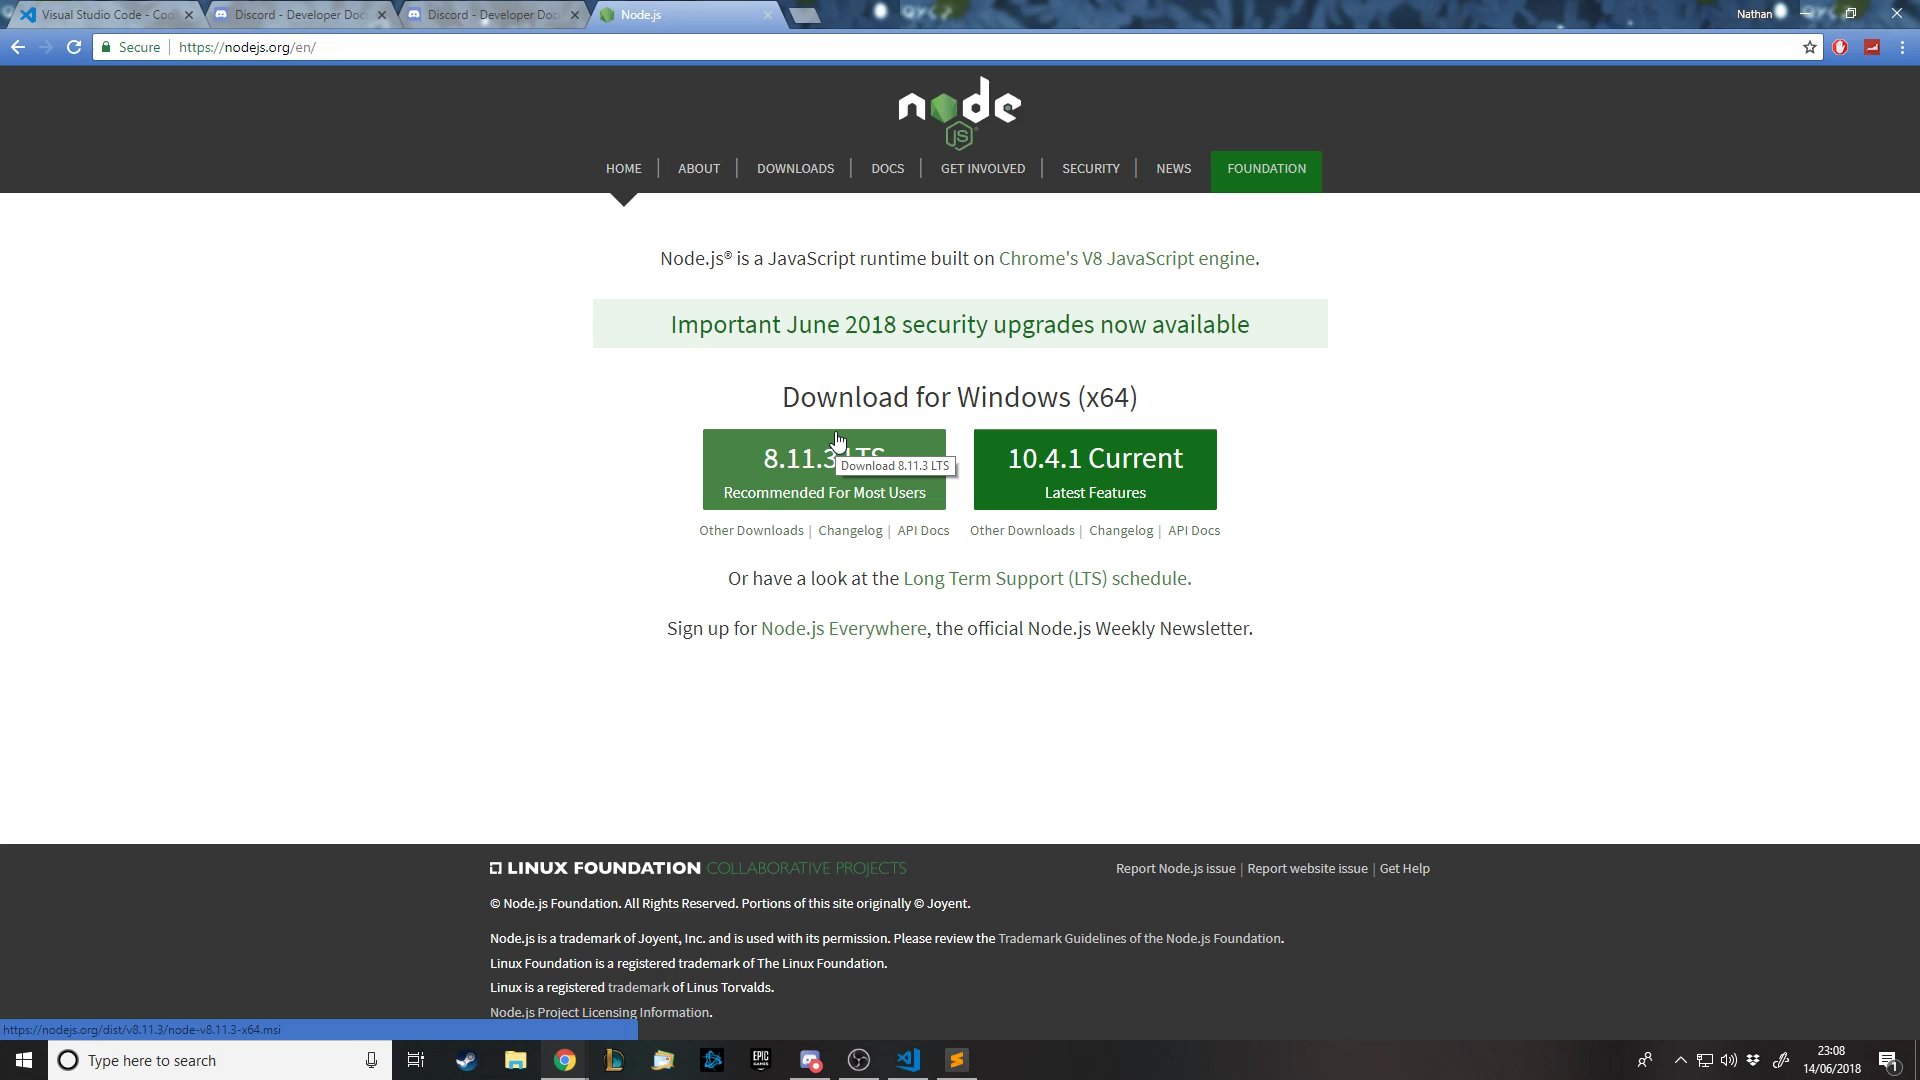 Visual Studio Code - Cod
Discord - Developer Doc
Discord - Developer Doc
Node.js
Nathan
Secure
https://nodejs.org/en/
node
JS
HOME
ABOUT
DOWNLOADS
DOCS
GET INVOLVED
SECURITY
NEWS
FOUNDATION
Node.js® is a JavaScript runtime built on Chrome's V8 JavaScript engine.
Important June 2018 security upgrades now available
Download for Windows (x64)
8.11.3 LTS
Download 8.11.3 LTS
Recommended For Most Users
10.4.1 Current
Latest Features
Other Downloads | Changelog | API Docs
Other Downloads | Changelog | API Docs
Or have a look at the Long Term Support (LTS) schedule.
Sign up for Node.js Everywhere, the official Node.js Weekly Newsletter.
LINUX FOUNDATION COLLABORATIVE PROJECTS
Report Node.js issue | Report website issue | Get Help
© Node.js Foundation. All Rights Reserved. Portions of this site originally © Joyent.
Node.js is a trademark of Joyent, Inc. and is used with its permission. Please review the Trademark Guidelines of the Node.js Foundation.
Linux Foundation is a registered trademark of The Linux Foundation.
Linux is a registered trademark of Linus Torvalds.
Node.js Project Licensing Information.
https://nodejs.org/dist/v8.11.3/node-v8.11.3-x64.msi
Type here to search
EPIC
GAMES
23:08
14/06/2018
1